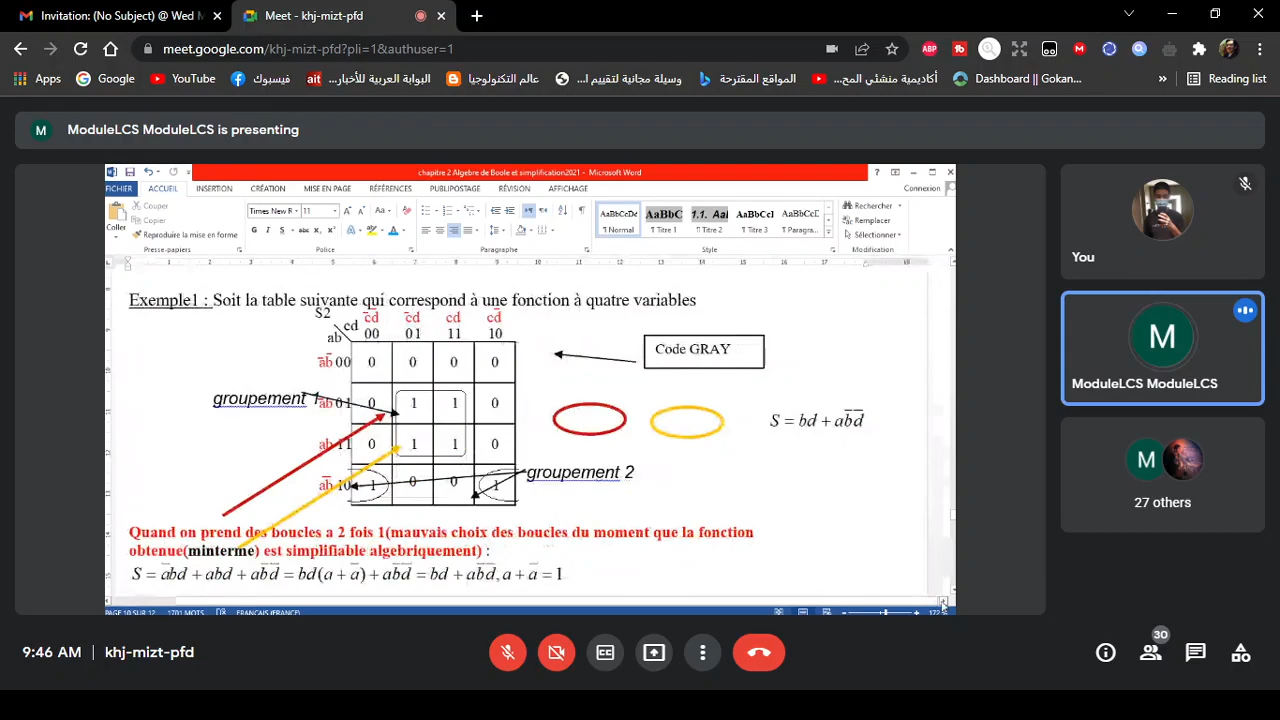 Invitation: (No Subject) @ Wed M
Meet - khj-mizt-pfd
meet.google.com/khj-mizt-pfd?pli=1&authuser=1
Apps
Google
YouTube
فيسبوك
البوابة العربية للأخبار...
عالم التكنولوجيا
وسيلة مجانية لتقييم ا...
المواقع المقترحة
أكاديمية منشئي المح...
Dashboard || Gokan...
»
Reading list
M
ModuleLCS ModuleLCS is presenting
chapitre 2 Algebre de Boole et simplification2021 - Microsoft Word
FICHIER
ACCUEIL
INSERTION
CRÉATION
MISE EN PAGE
RÉFÉRENCES
PUBLIPOSTAGE
RÉVISION
AFFICHAGE
Connexion
Coller
Couper
Copier
Reproduire la mise en forme
Presse-papiers
Times New R
11
G I S abc
Police
Paragraphe
AaBbCcDc
¶ Normal
AaBbC
¶ Titre 1
1.1. Aal
¶ Titre 2
AaBbCcI
¶ Titre 3
AaBbCcI
¶ Paragra...
Style
Rechercher
Remplacer
Sélectionner
Modification
Exemple1 : Soit la table suivante qui correspond à une fonction à quatre variables
S2
cd
ab
c̅d̅ c̅d cd cd̅
00 01 11 10
a̅b̅ 00 0 0 0 0
ab 01 0 1 1 0
ab 11 0 1 1 0
ab̅ 10 1 0 0 1
groupement 1
groupement 2
Code GRAY
S = bd + ab̅d̅
Quand on prend des boucles a 2 fois 1(mauvais choix des boucles du moment que la fonction
obtenue(minterme) est simplifiable algebriquement) :
S = a̅bd + abd + ab̅d̅ = bd(a + a̅) + ab̅d̅ = bd + ab̅d̅, a + a̅ = 1
PAGE 10 SUR 12
1701 MOTS
FRANÇAIS (FRANCE)
You
M
ModuleLCS ModuleLCS
M
27 others
9:46 AM | khj-mizt-pfd
30